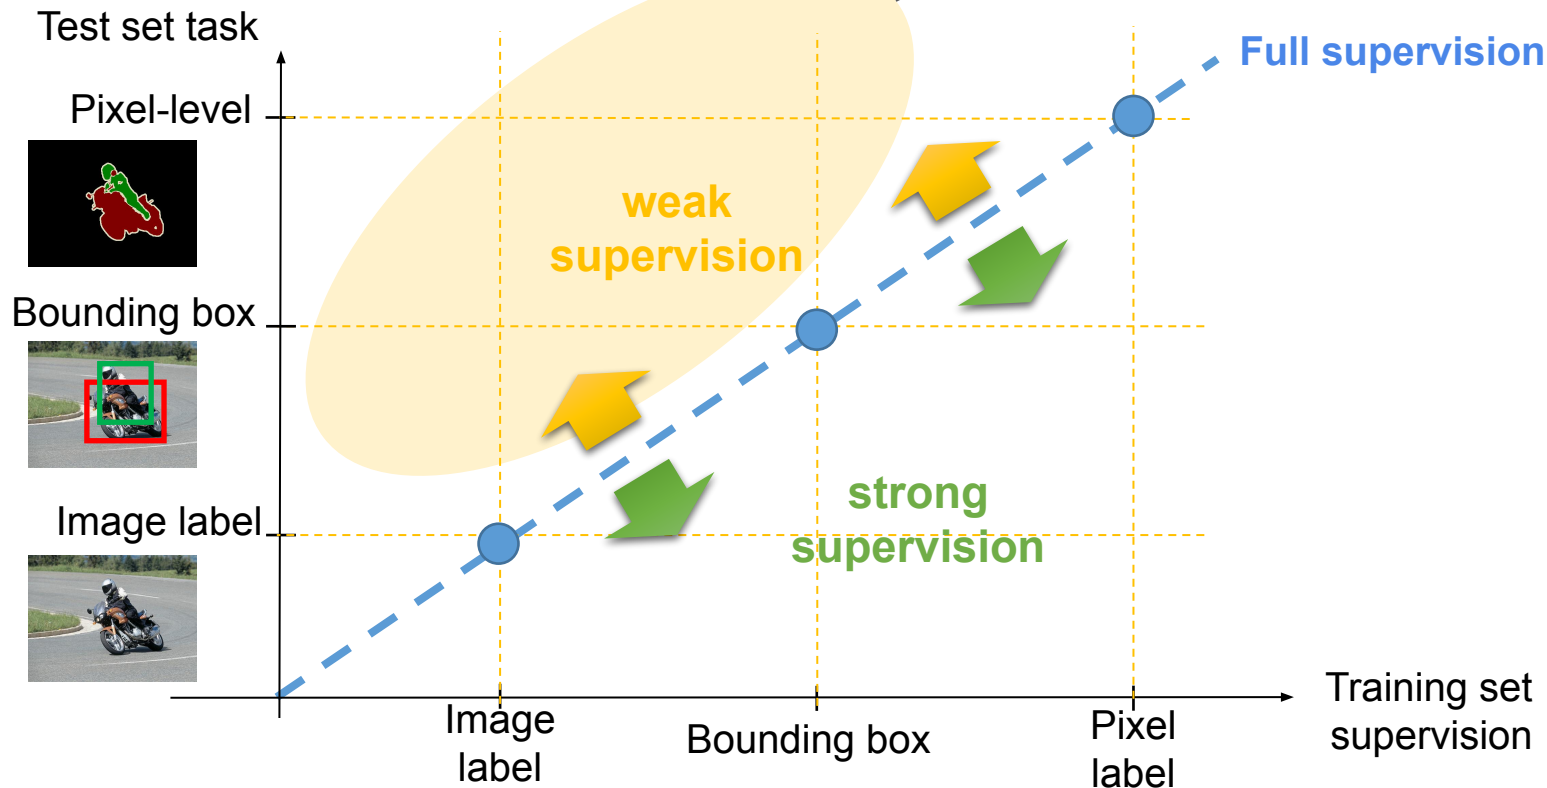 Test set task
Full supervision
Pixel-level
weak
supervision
Bounding box
Image label
strong
supervision
Image
label
Bounding box
Pixel
label
Training set
supervision